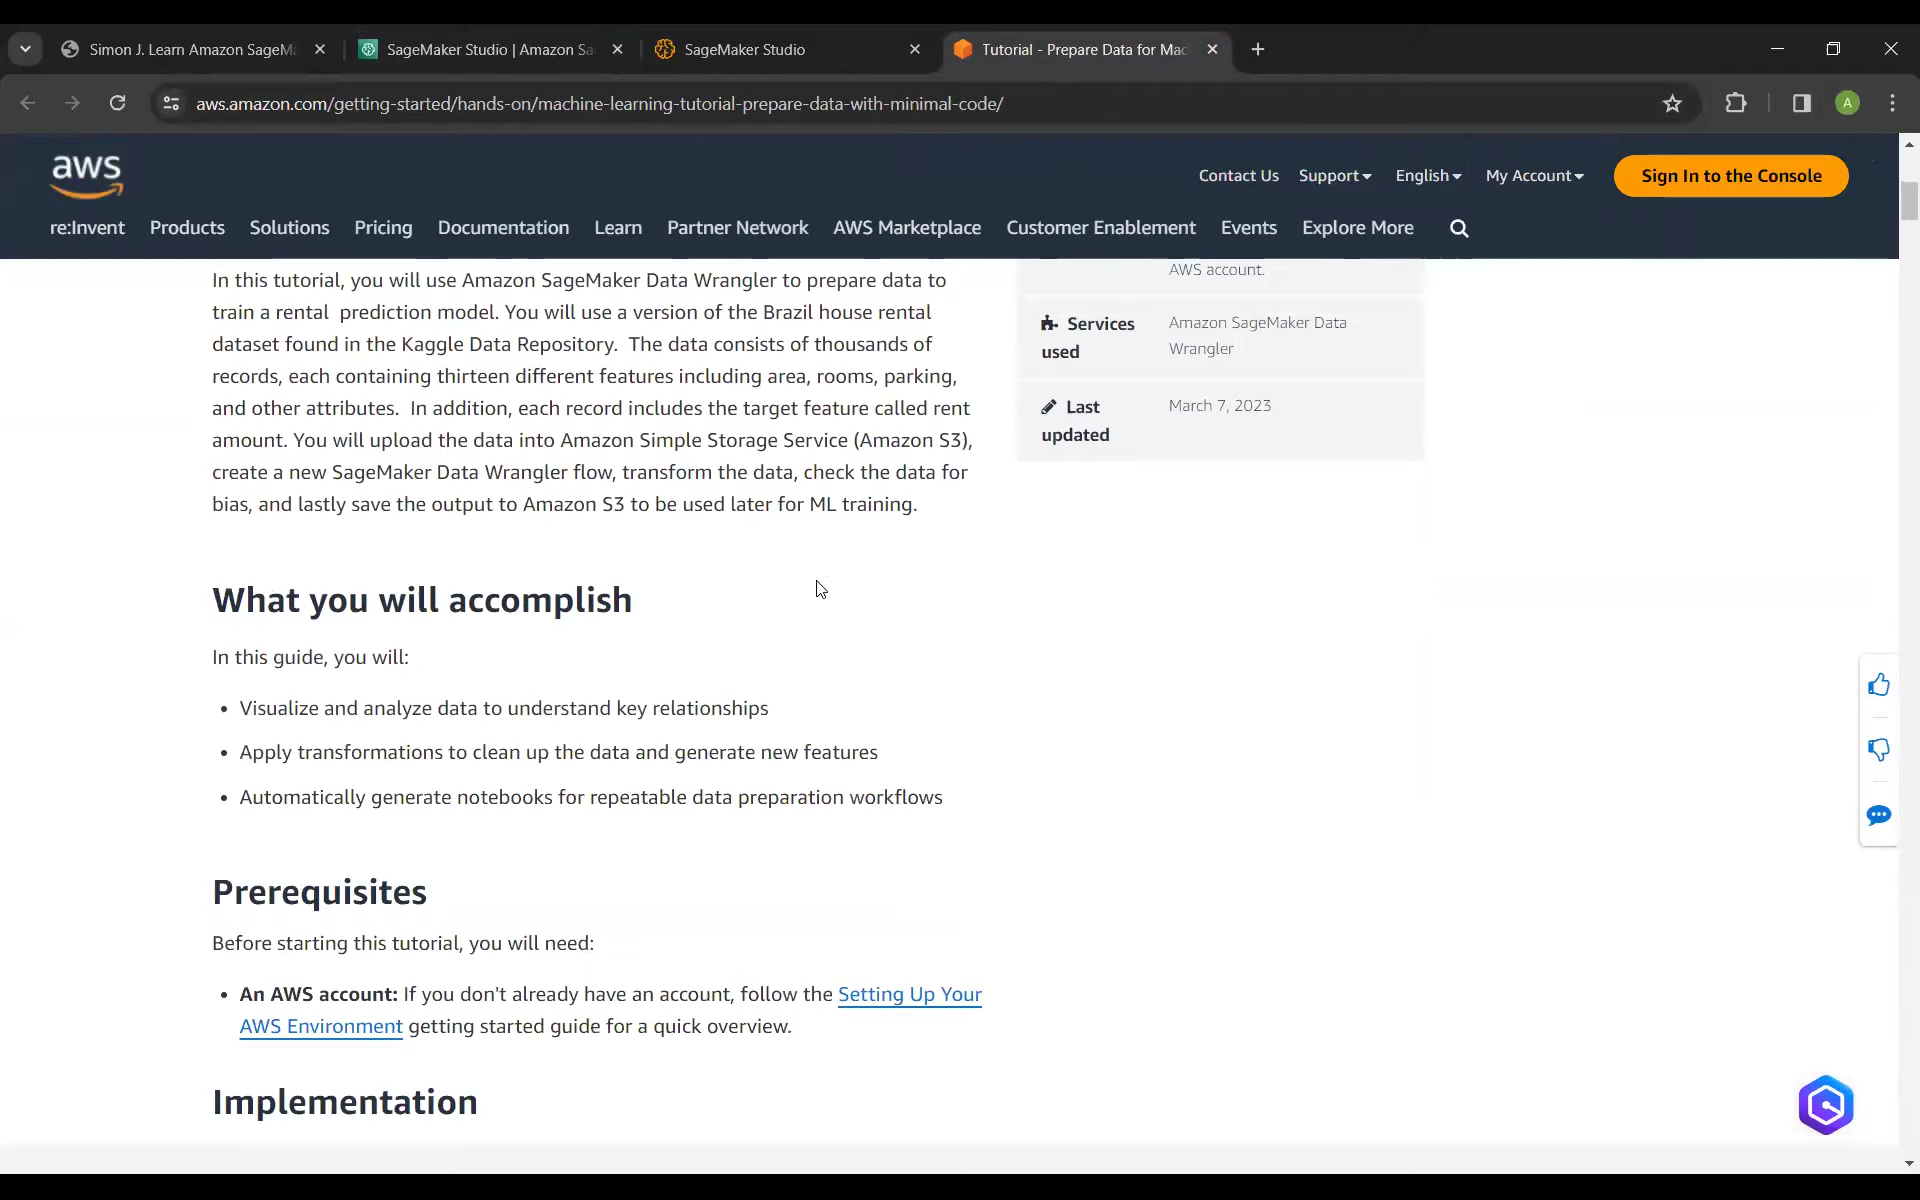 Simon J. Learn Amazon SageMa
SageMaker Studio | Amazon Sa
SageMaker Studio
Tutorial - Prepare Data for Mac
aws.amazon.com/getting-started/hands-on/machine-learning-tutorial-prepare-data-with-minimal-code/
A
aws
Contact Us
Support
English
My Account
Sign In to the Console
re:Invent
Products
Solutions
Pricing
Documentation
Learn
Partner Network
AWS Marketplace
Customer Enablement
Events
Explore More
In this tutorial, you will use Amazon SageMaker Data Wrangler to prepare data to
train a rental prediction model. You will use a version of the Brazil house rental
dataset found in the Kaggle Data Repository. The data consists of thousands of
records, each containing thirteen different features including area, rooms, parking,
and other attributes. In addition, each record includes the target feature called rent
amount. You will upload the data into Amazon Simple Storage Service (Amazon S3),
create a new SageMaker Data Wrangler flow, transform the data, check the data for
bias, and lastly save the output to Amazon S3 to be used later for ML training.
AWS account.
Services
used
Amazon SageMaker Data
Wrangler
Last
updated
March 7, 2023
What you will accomplish
In this guide, you will:
• Visualize and analyze data to understand key relationships
• Apply transformations to clean up the data and generate new features
• Automatically generate notebooks for repeatable data preparation workflows
Prerequisites
Before starting this tutorial, you will need:
• An AWS account: If you don't already have an account, follow the Setting Up Your
AWS Environment getting started guide for a quick overview.
Implementation